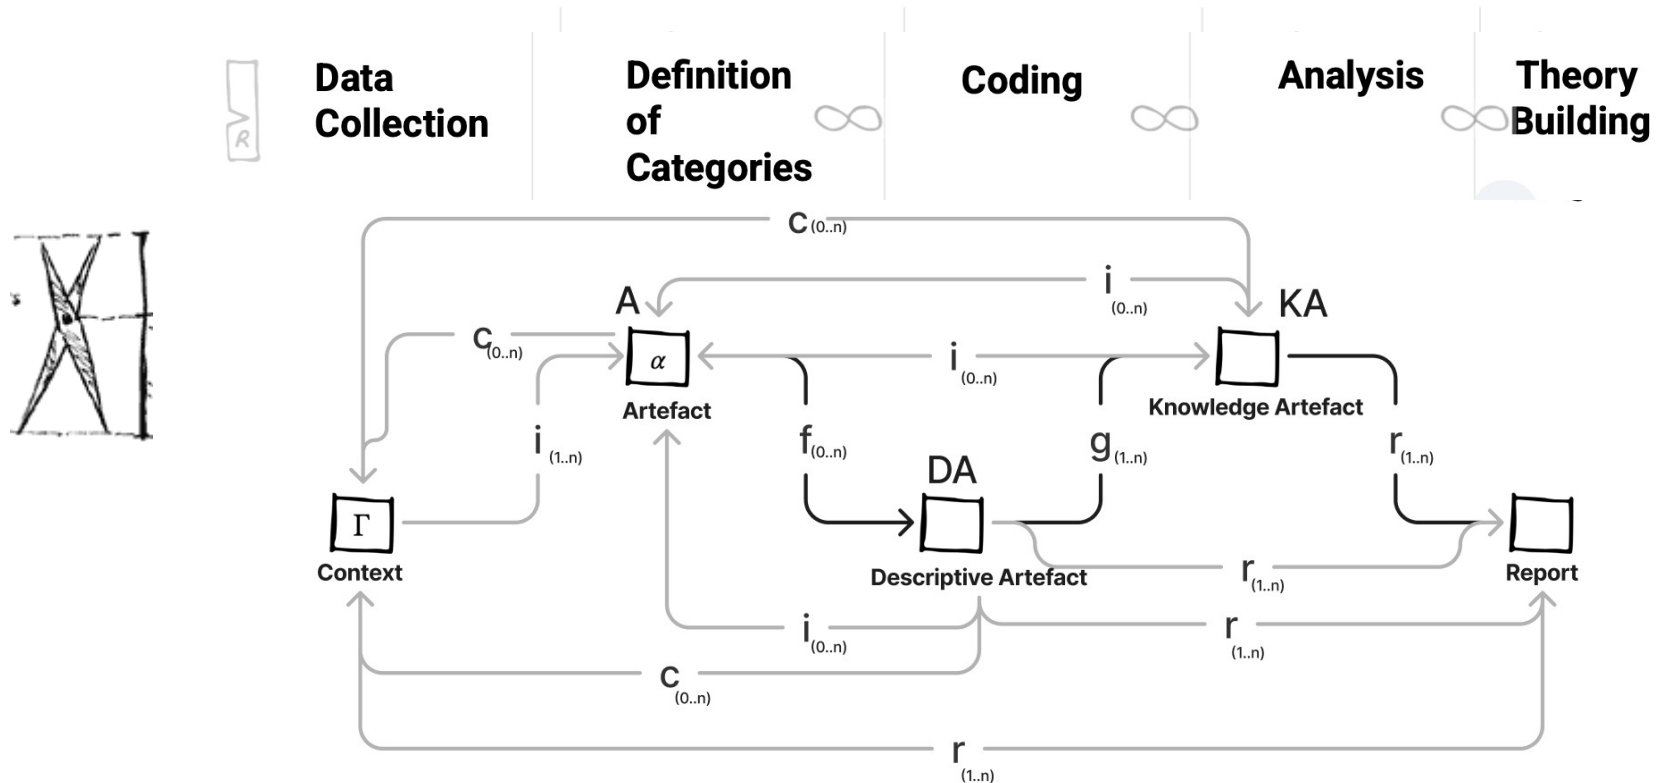 Data
Collection
Definition
of
Categories
Coding
Analysis
Theory
Building
R
∞
∞
∞
c(0..n)
i(0..n)
A
KA
c(0..n)
α
i(0..n)
Artefact
Knowledge Artefact
i(1..n)
f(0..n)
g(1..n)
r(1..n)
DA
Γ
Context
Descriptive Artefact
r(1..n)
Report
i(0..n)
r(1..n)
c(0..n)
r(1..n)